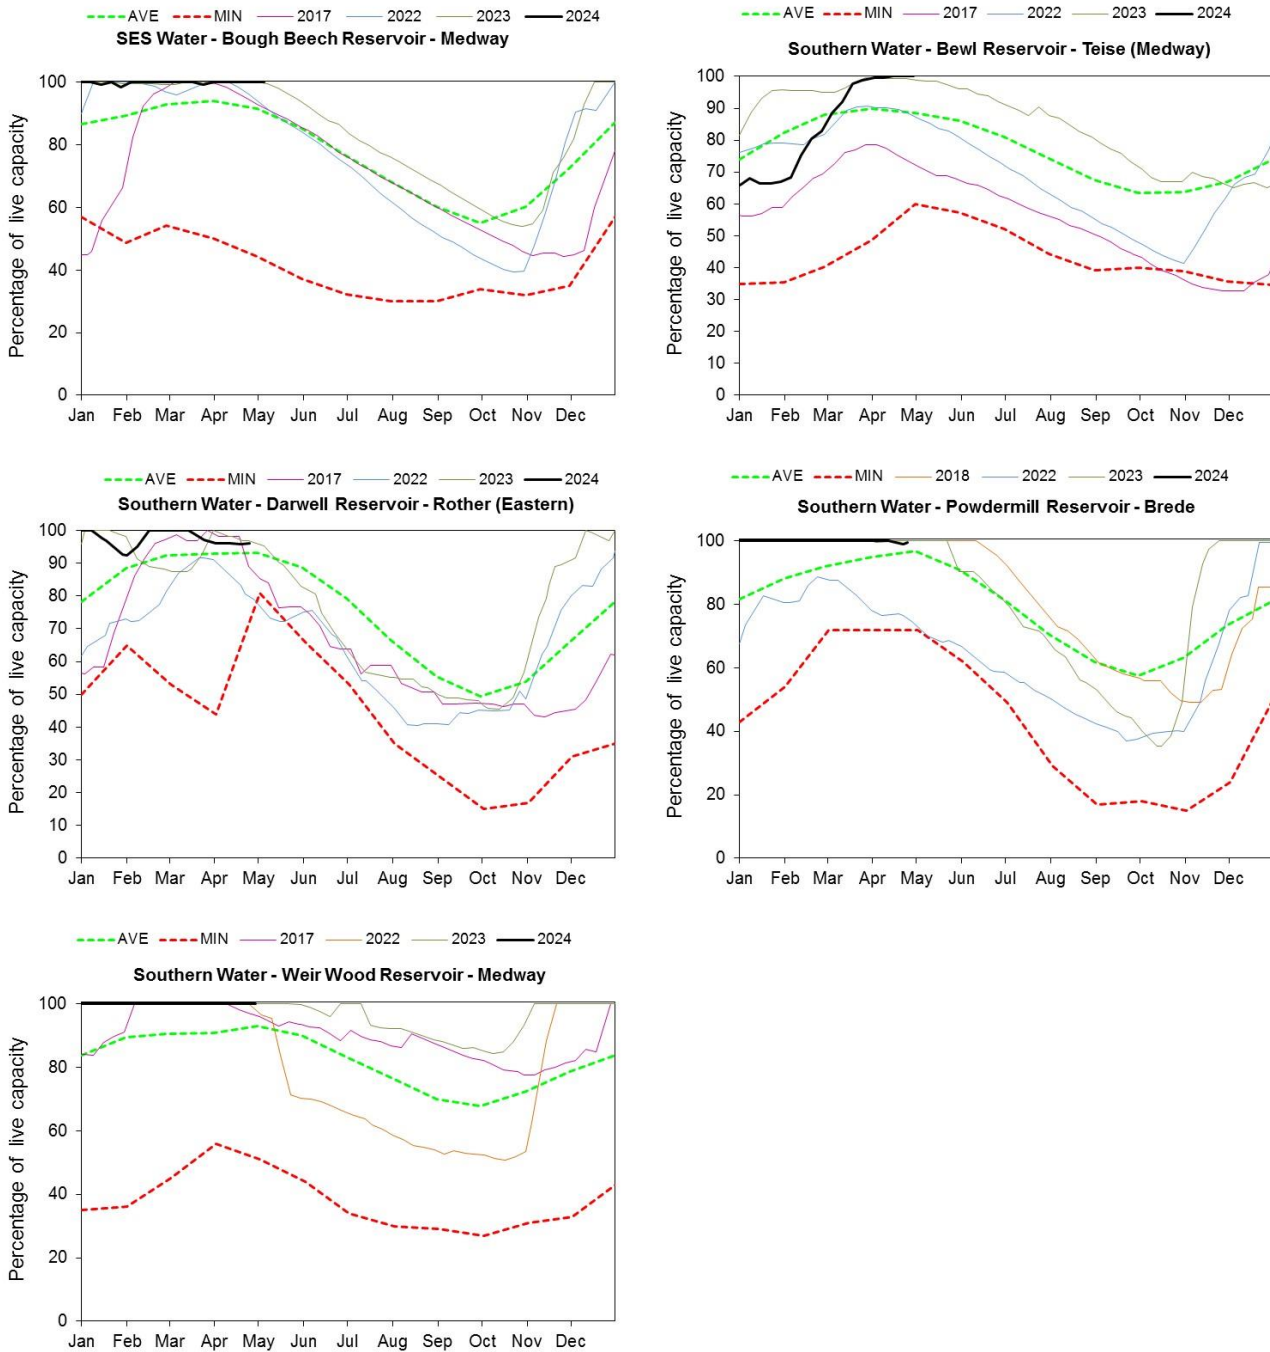 AVE MIN 2017 2022 2023 2024
SES Water - Bough Beech Reservoir - Medway
Percentage of live capacity
100
80
60
40
20
0
Jan Feb Mar Apr May Jun Jul Aug Sep Oct Nov Dec
AVE MIN 2017 2022 2023 2024
Southern Water - Bewl Reservoir - Teise (Medway)
Percentage of live capacity
100
90
80
70
60
50
40
30
20
10
0
Jan Feb Mar Apr May Jun Jul Aug Sep Oct Nov Dec
AVE MIN 2017 2022 2023 2024
Southern Water - Darwell Reservoir - Rother (Eastern)
Percentage of live capacity
100
90
80
70
60
50
40
30
20
10
0
Jan Feb Mar Apr May Jun Jul Aug Sep Oct Nov Dec
AVE MIN 2018 2022 2023 2024
Southern Water - Powdermill Reservoir - Brede
Percentage of live capacity
100
80
60
40
20
0
Jan Feb Mar Apr May Jun Jul Aug Sep Oct Nov Dec
AVE MIN 2017 2022 2023 2024
Southern Water - Weir Wood Reservoir - Medway
Percentage of live capacity
100
80
60
40
20
0
Jan Feb Mar Apr May Jun Jul Aug Sep Oct Nov Dec